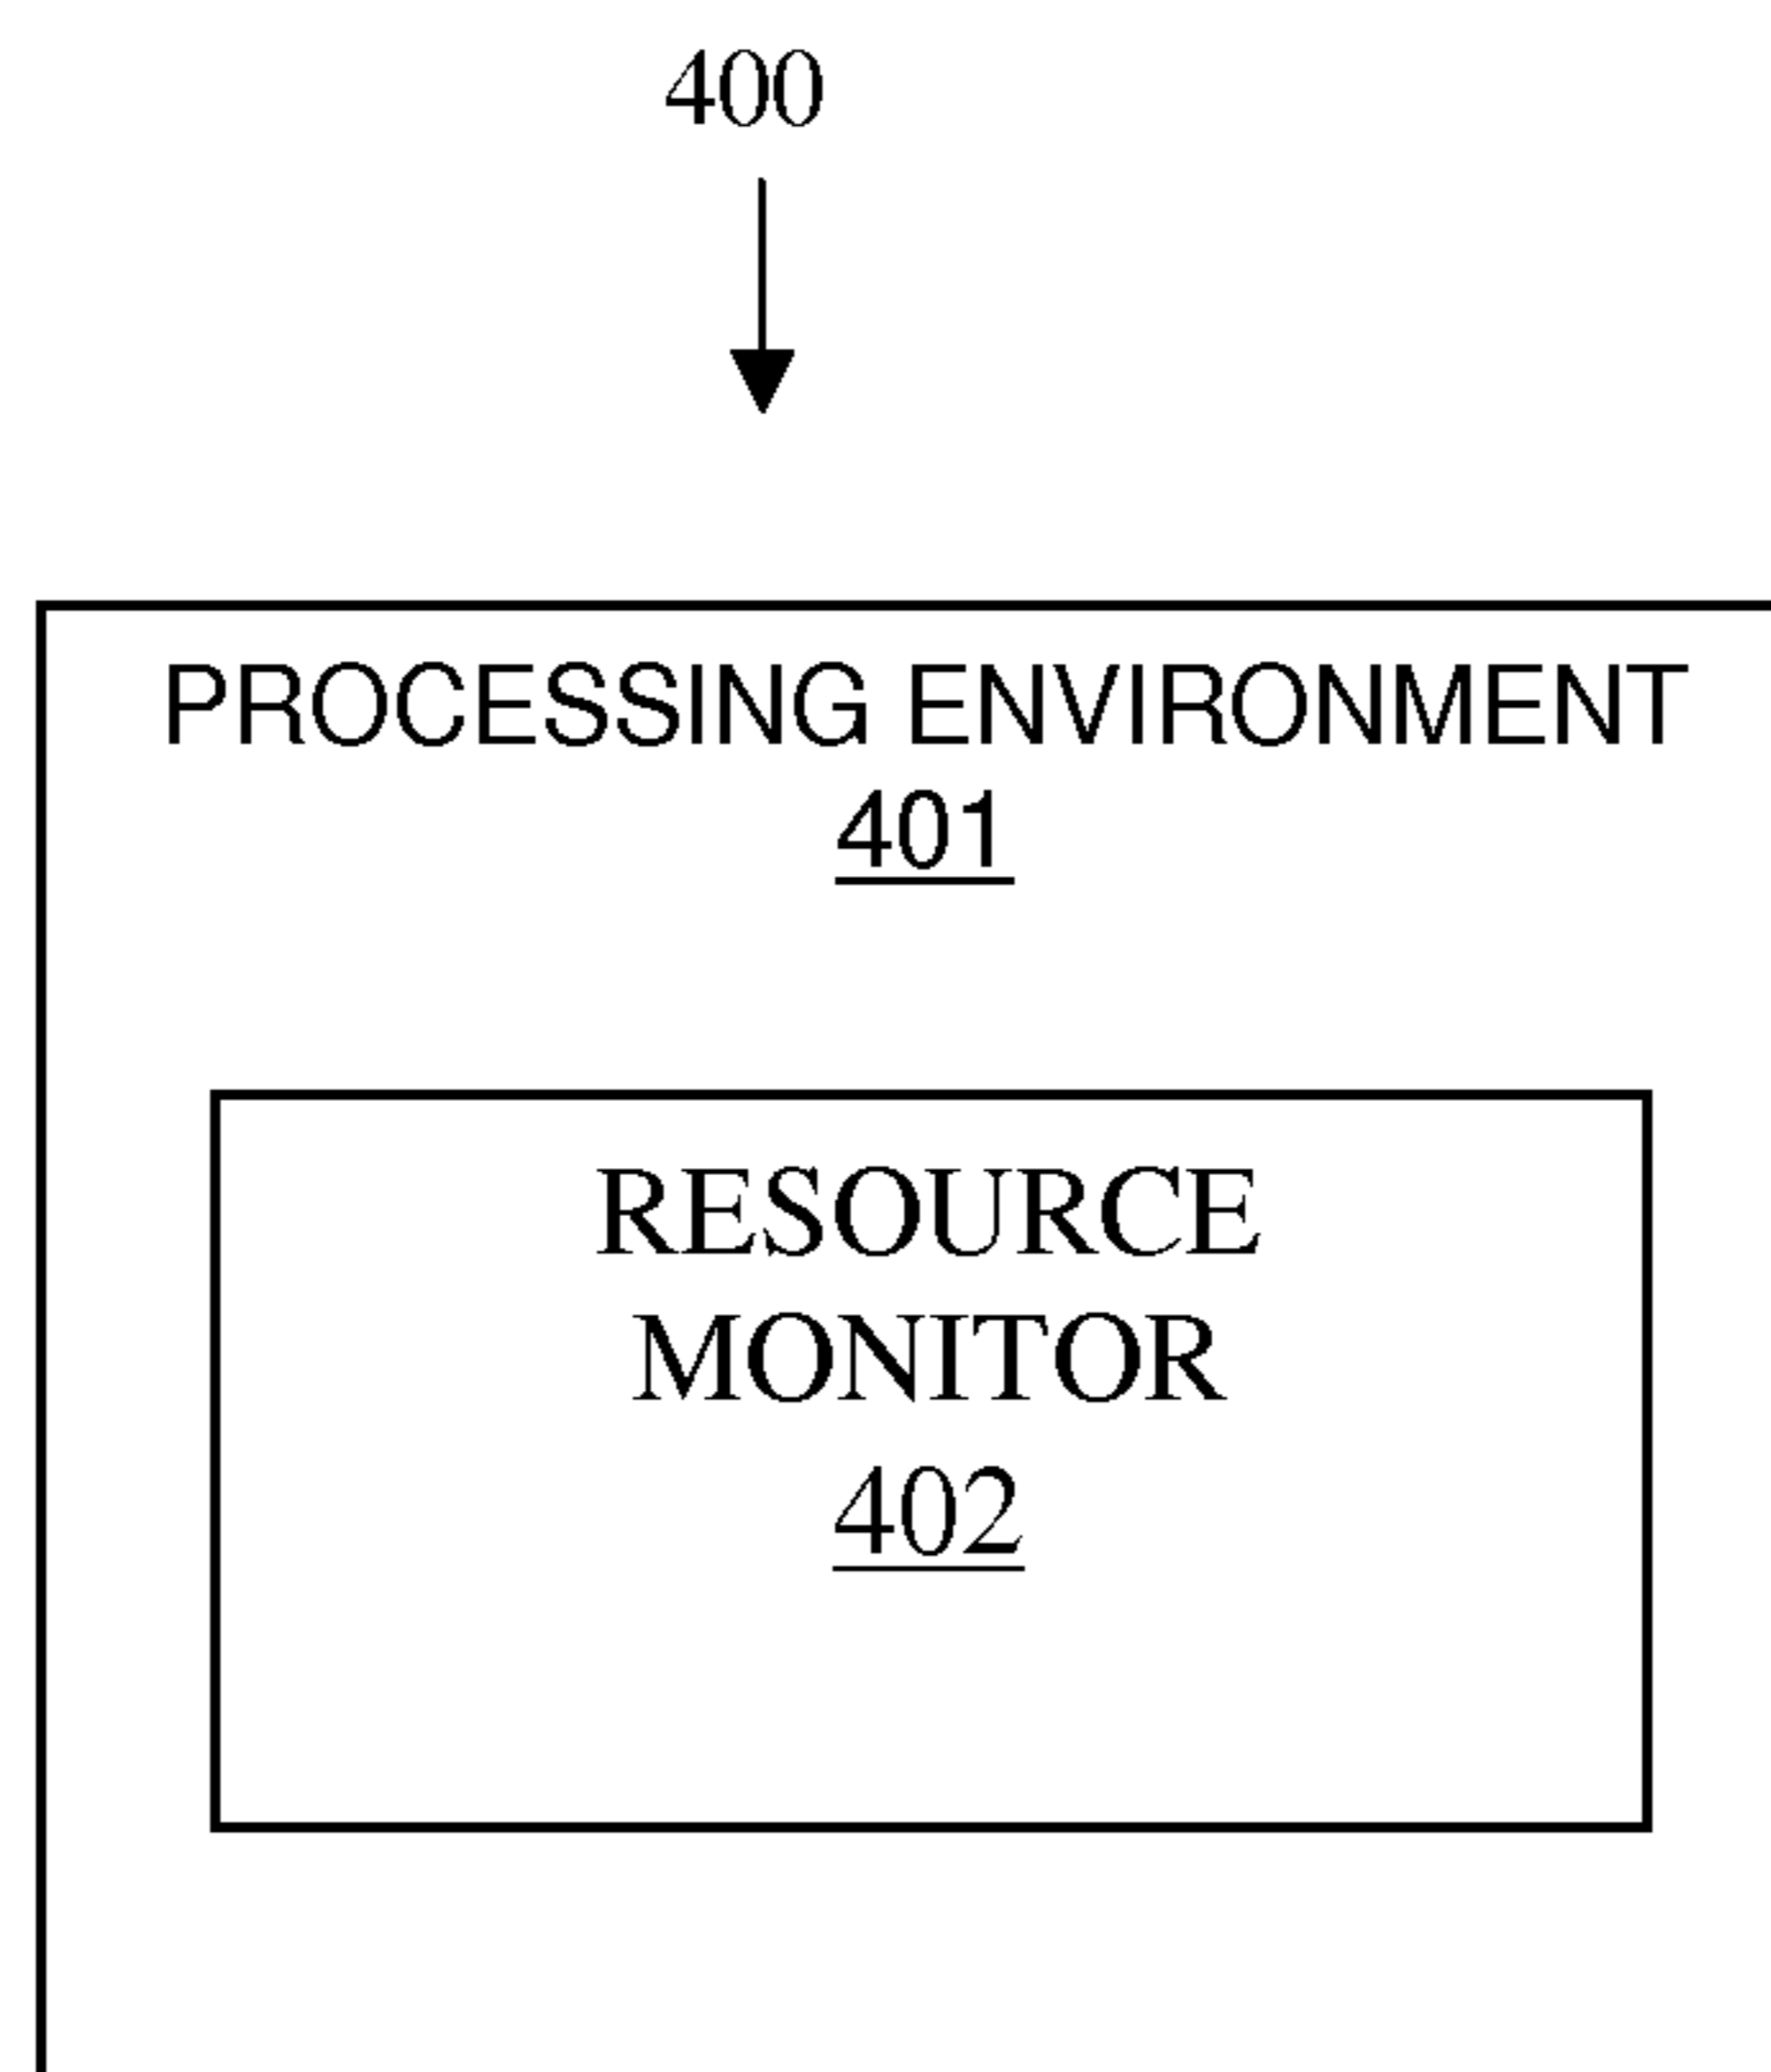 400
PROCESSING ENVIRONMENT
401
RESOURCE
MONITOR
402